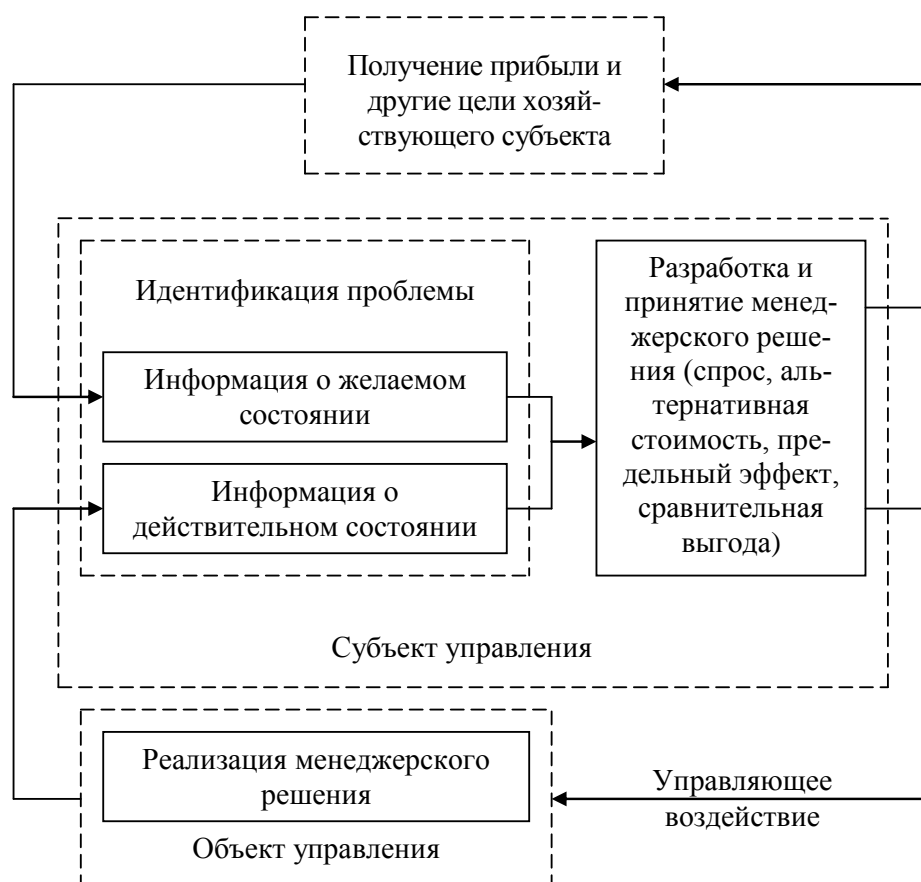 Получение прибыли и
другие цели хозяй-
ствующего субъекта
Идентификация проблемы
Информация о желаемом
состоянии
Информация о
действительном состоянии
Разработка и
принятие менед-
жерского реше-
ния (спрос, аль-
тернативная
стоимость, пре-
дельный эффект,
сравнительная
выгода)
Субъект управления
Реализация менеджерского
решения
Объект управления
Управляющее
воздействие